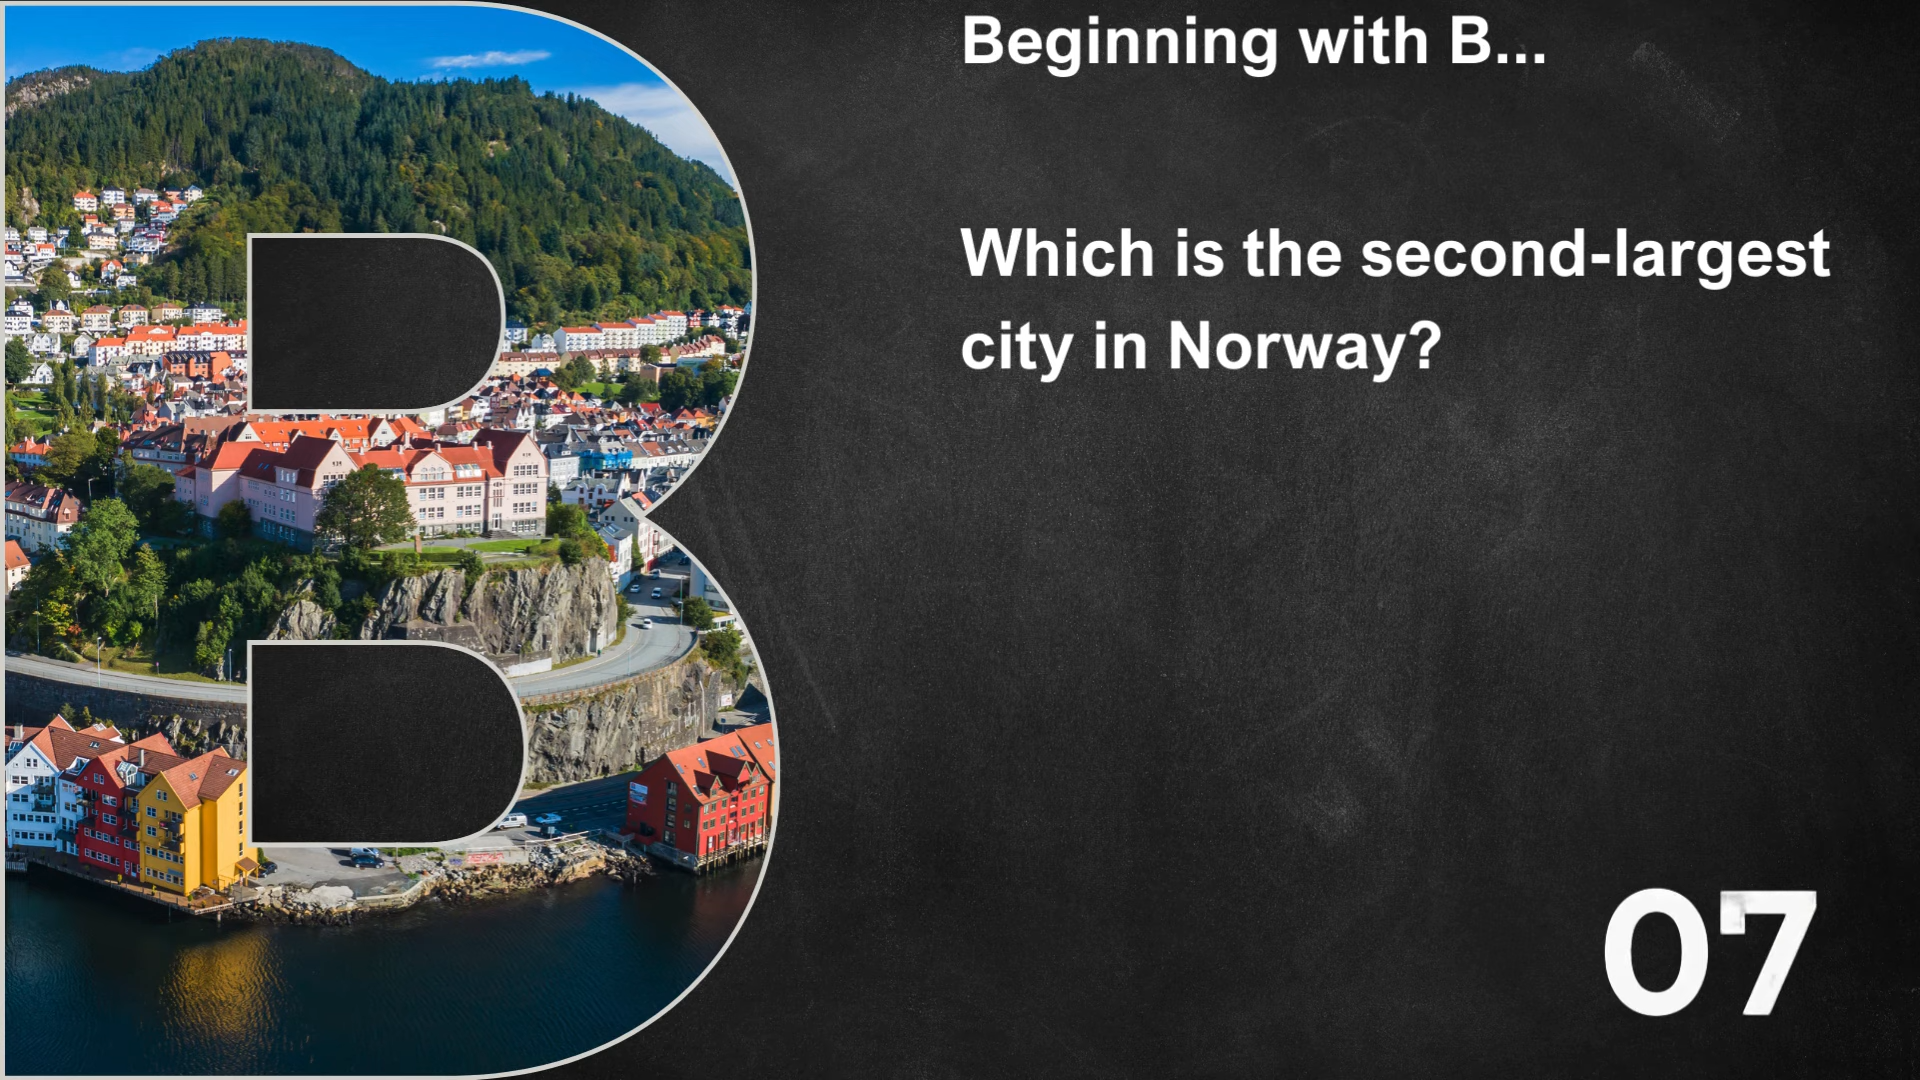 Beginning with B...
Which is the second-largest
city in Norway?
07